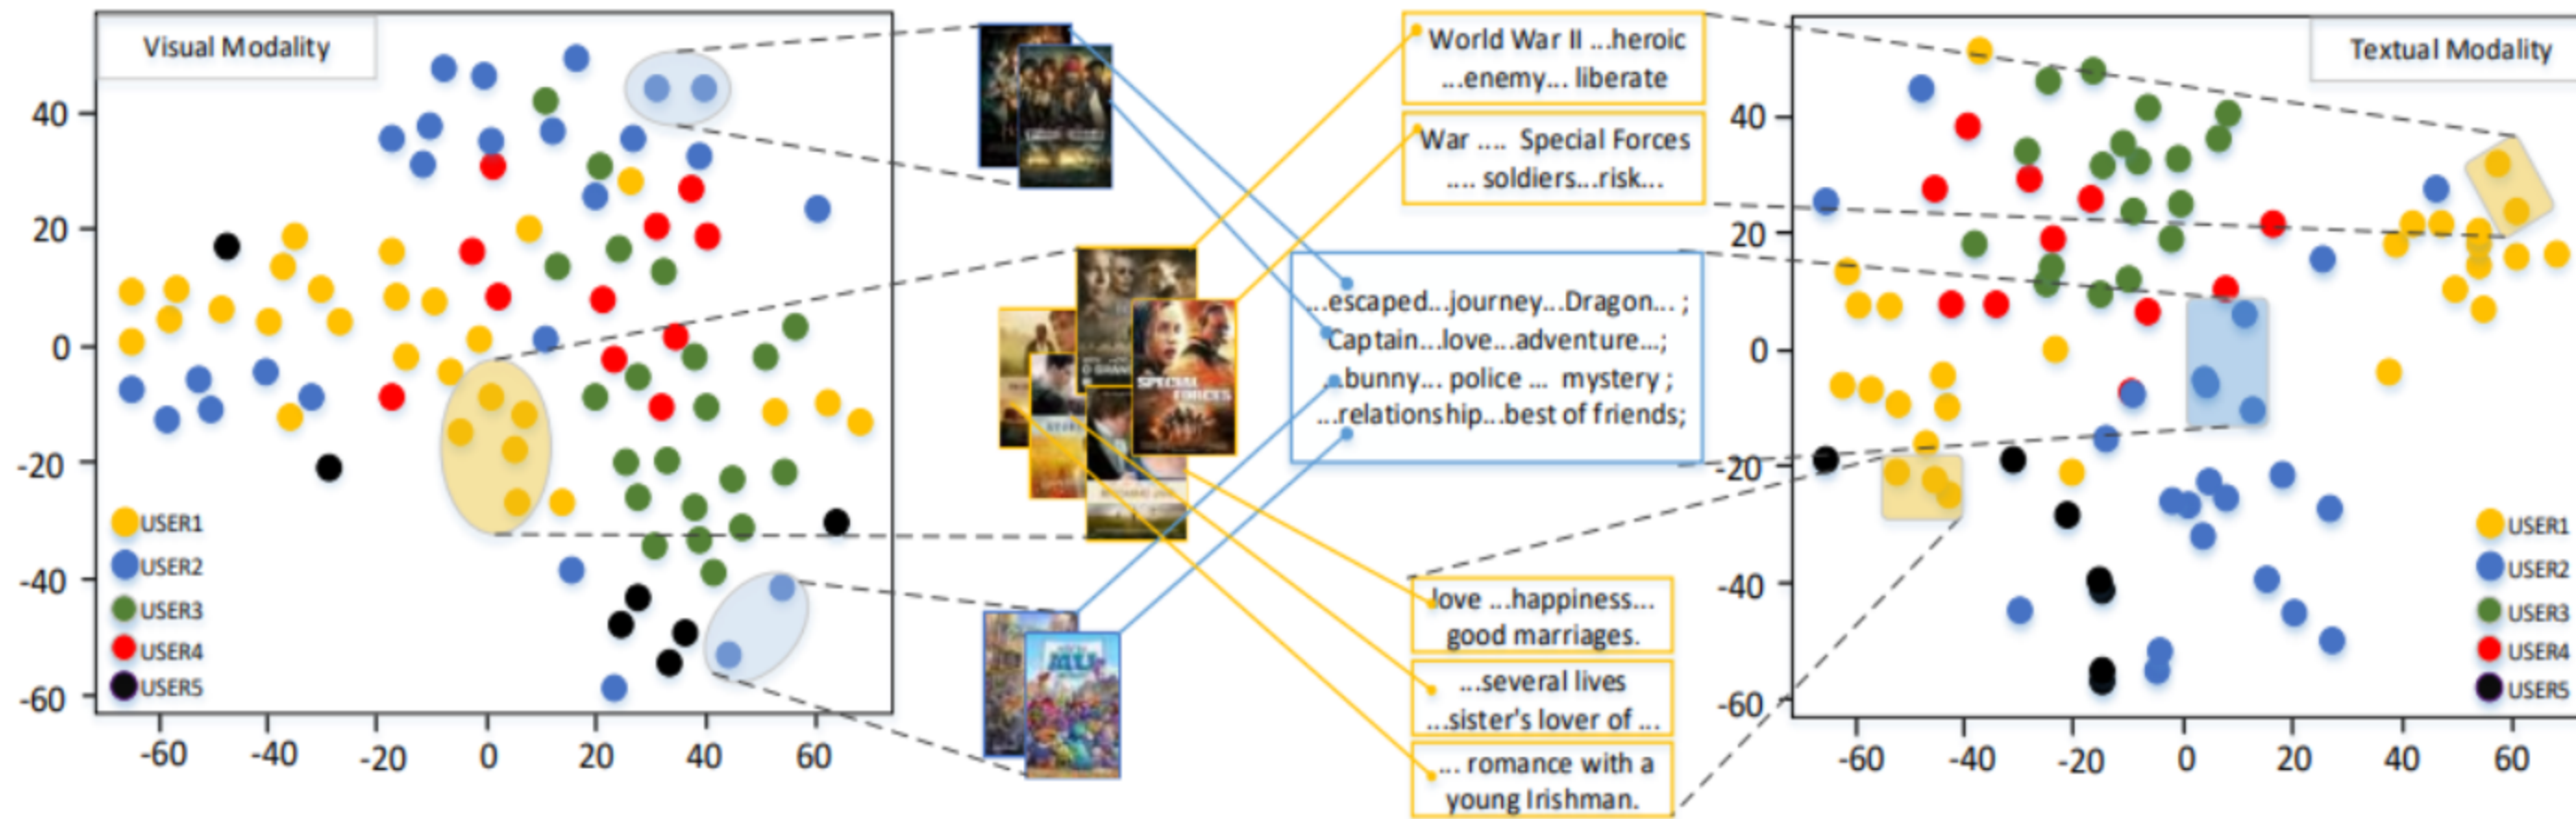 Visual Modality
40
20
0
-20
-40
-60
-60
-40
-20
0
20
40
60
USER1
USER2
USER3
USER4
USER5
SPECIAL
FORCES
MU
World War II ...heroic
...enemy... liberate
War .... Special Forces
.... soldiers...risk...
...escaped...journey...Dragon... ;
Captain...love...adventure...;
...bunny... police ... mystery ;
...relationship...best of friends;
love ...happiness...
good marriages.
...several lives
...sister's lover of ...
... romance with a
young Irishman.
Textual Modality
40
20
0
-20
-40
-60
-60
-40
-20
0
20
40
60
USER1
USER2
USER3
USER4
USER5